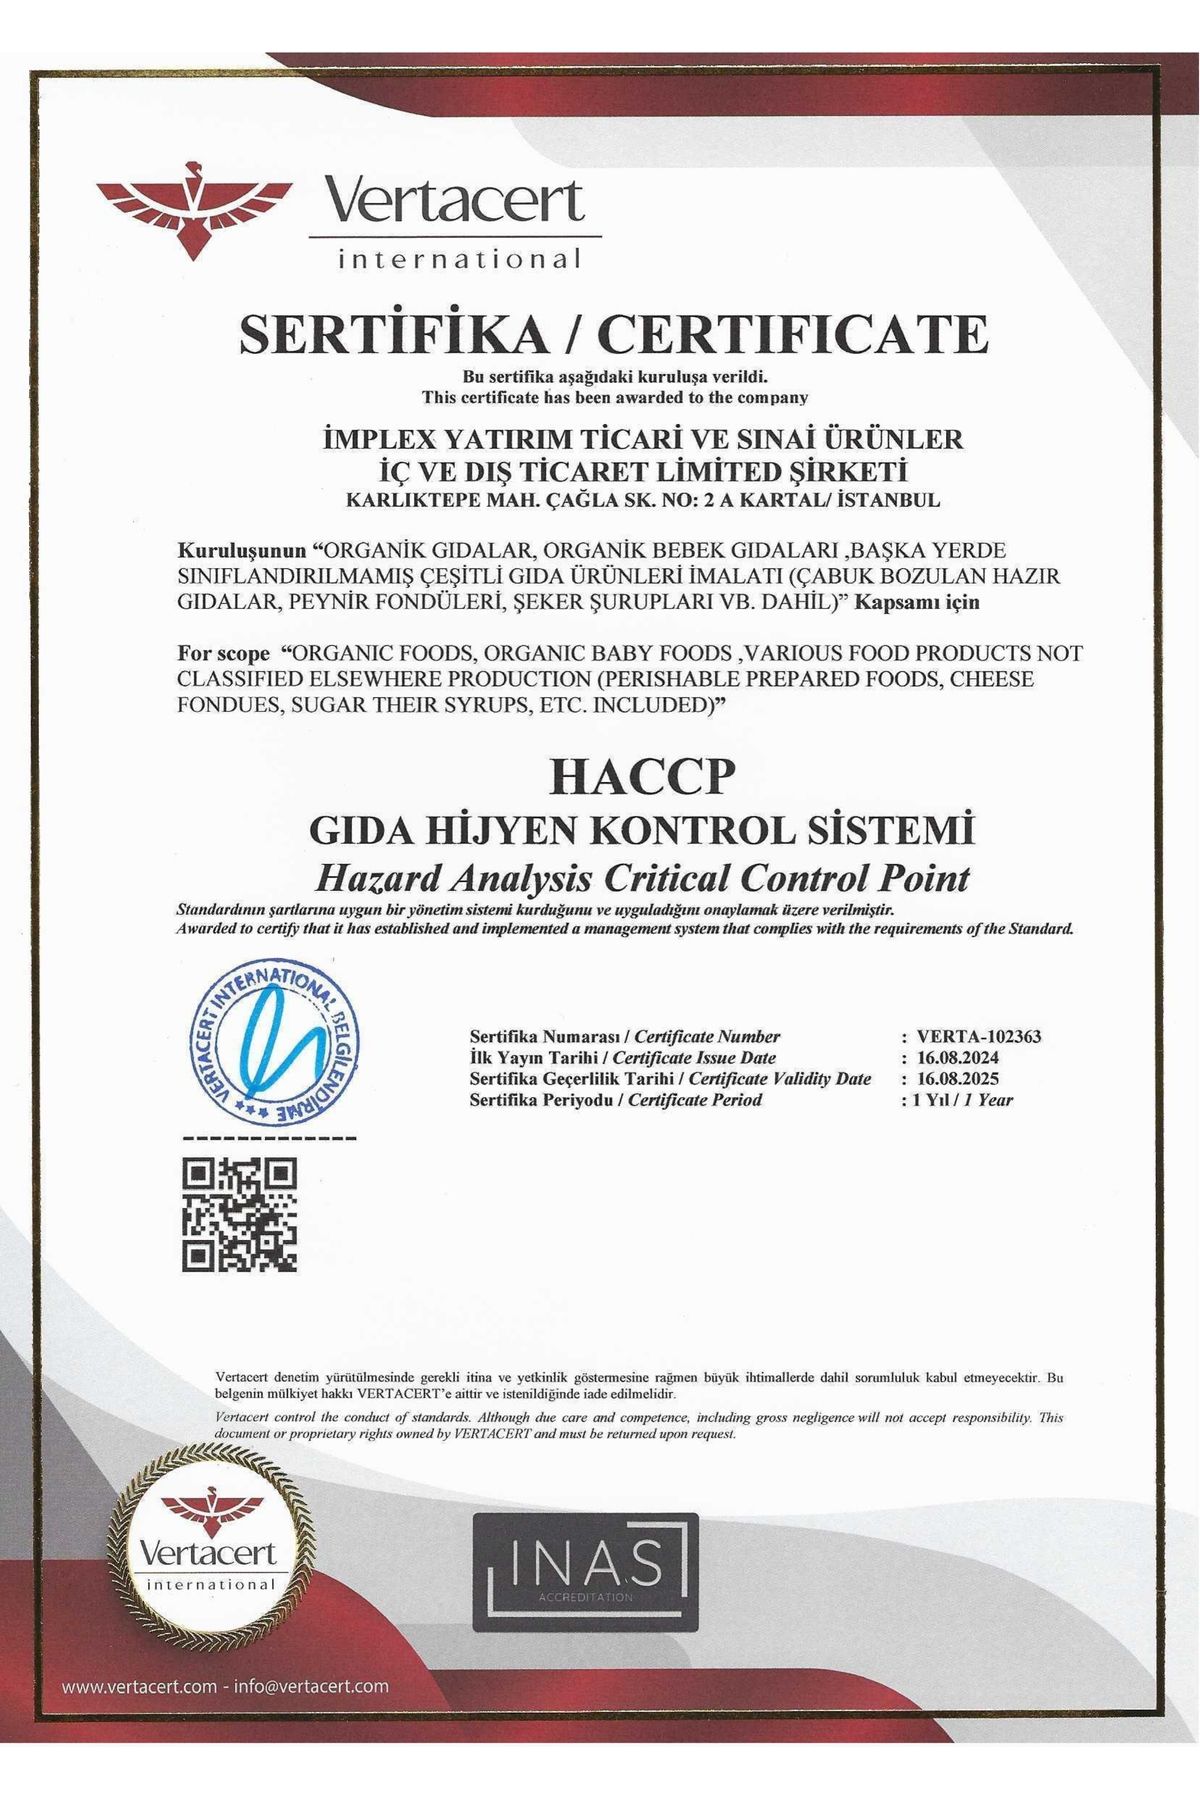 Vertacert
international
SERTİFİKA / CERTIFICATE
Bu sertifika aşağıdaki kuruluşa verildi.
This certificate has been awarded to the company
İMPLEX YATIRIM TİCARİ VE SINAİ ÜRÜNLER
İÇ VE DIŞ TİCARET LİMİTED ŞİRKETİ
KARLIKTEPE MAH. ÇAĞLA SK. NO: 2 A KARTAL/ İSTANBUL
Kuruluşunun “ORGANİK GIDALAR, ORGANİK BEBEK GIDALARI ,BAŞKA YERDE
SINIFLANDIRILMAMIŞ ÇEŞİTLİ GIDA ÜRÜNLERİ İMALATI (ÇABUK BOZULAN HAZIR
GIDALAR, PEYNİR FONDÜLERİ, ŞEKER ŞURUPLARI VB. DAHİL)” Kapsamı için
For scope “ORGANIC FOODS, ORGANIC BABY FOODS ,VARIOUS FOOD PRODUCTS NOT
CLASSIFIED ELSEWHERE PRODUCTION (PERISHABLE PREPARED FOODS, CHEESE
FONDUES, SUGAR THEIR SYRUPS, ETC. INCLUDED)”
HACCP
GIDA HİJYEN KONTROL SİSTEMİ
Hazard Analysis Critical Control Point
Standardının şartlarına uygun bir yönetim sistemi kurduğunu ve uyguladığını onaylamak üzere verilmiştir.
Awarded to certify that it has established and implemented a management system that complies with the requirements of the Standard.
VERTACERT INTERNATIONAL BELGİLENDİRME ***
Sertifika Numarası / Certificate Number : VERTA-102363
İlk Yayın Tarihi / Certificate Issue Date : 16.08.2024
Sertifika Geçerlilik Tarihi / Certificate Validity Date : 16.08.2025
Sertifika Periyodu / Certificate Period : 1 Yıl / 1 Year
Vertacert denetim yürütülmesinde gerekli itina ve yetkinlik göstermesine rağmen büyük ihtimallerde dahil sorumluluk kabul etmeyecektir. Bu
belgenin mülkiyet hakkı VERTACERT’e aittir ve istenildiğinde iade edilmelidir.
Vertacert control the conduct of standards. Although due care and competence, including gross negligence will not accept responsibility. This
document or proprietary rights owned by VERTACERT and must be returned upon request.
Vertacert
international
INAS
ACCREDITATION
www.vertacert.com - info@vertacert.com